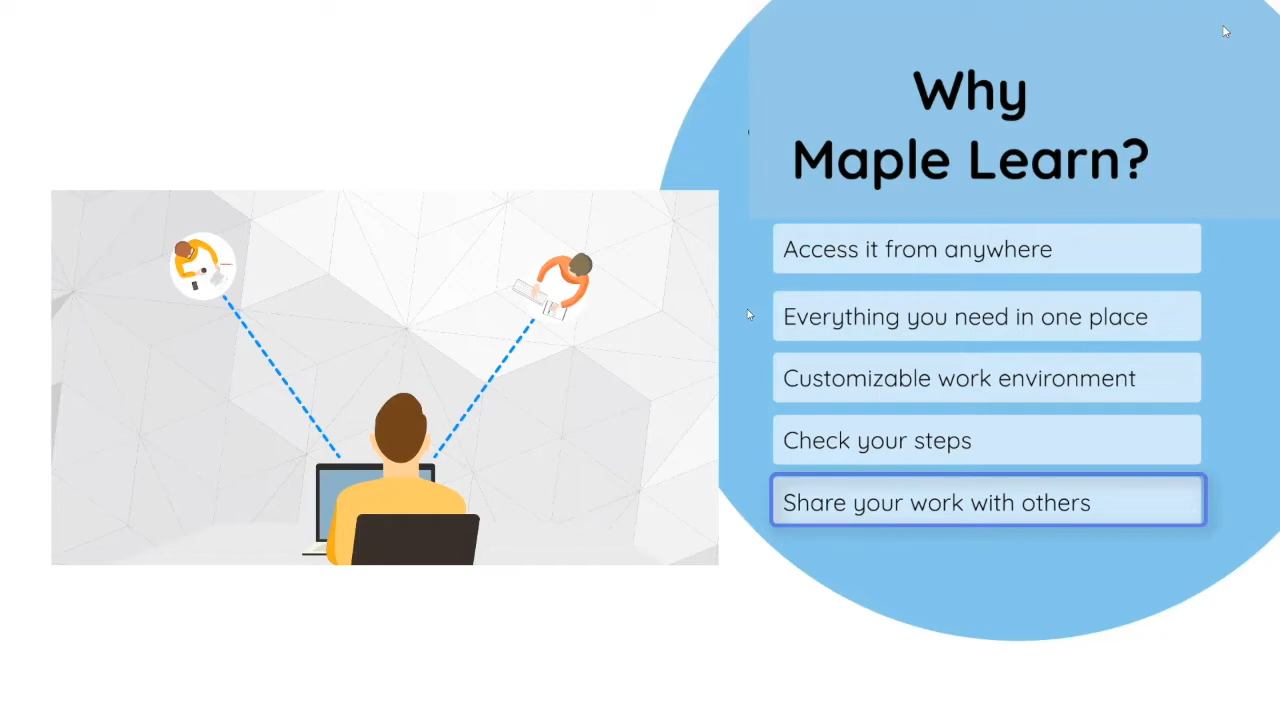 Why
Maple Learn?
Access it from anywhere
Everything you need in one place
Customizable work environment
Check your steps
Share your work with others